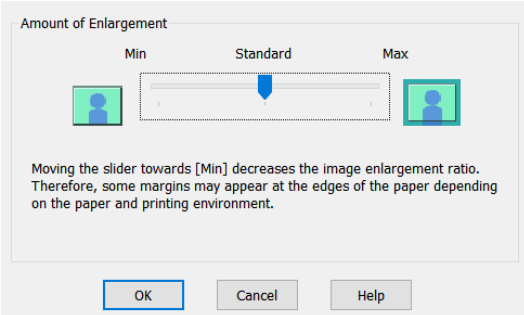 Amount of Enlargement
Min Standard Max
Moving the slider towards [Min] decreases the image enlargement ratio.
Therefore, some margins may appear at the edges of the paper depending
on the paper and printing environment.
OK Cancel Help